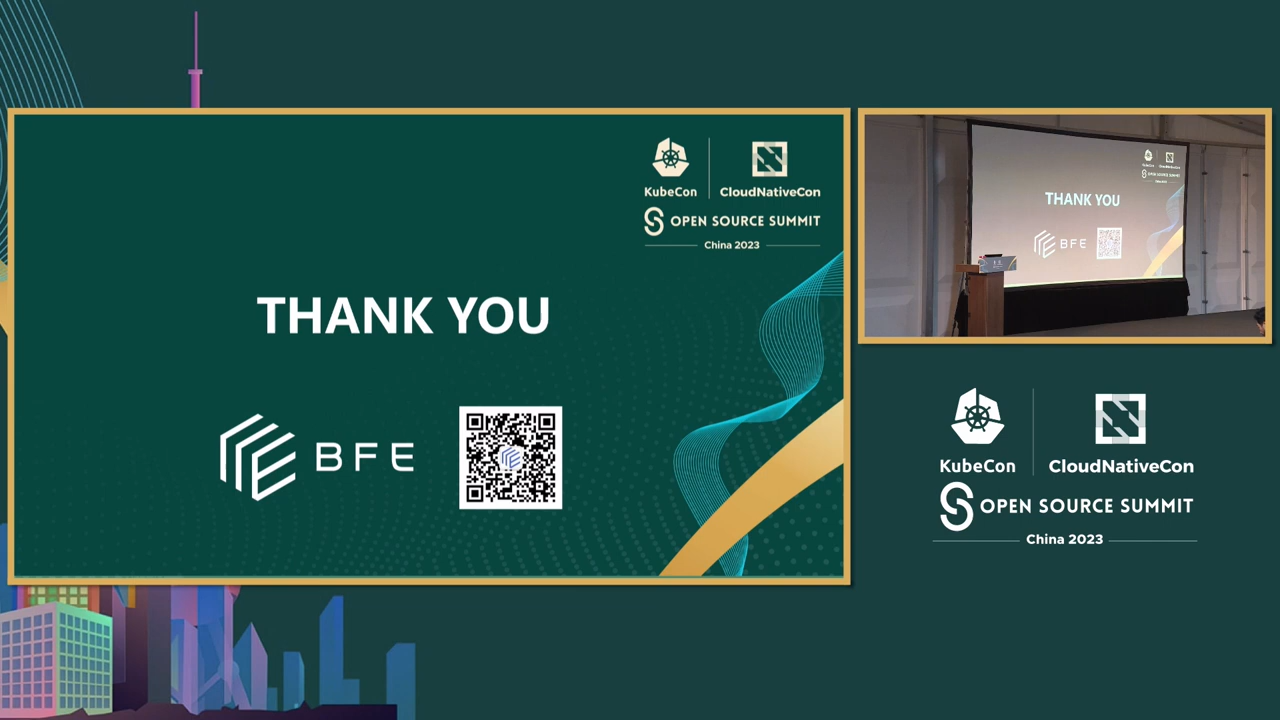 KubeCon
CloudNativeCon
OPEN SOURCE SUMMIT
China 2023
THANK YOU
BFE
THANK YOU
BFE
KubeCon
CloudNativeCon
OPEN SOURCE SUMMIT
China 2023